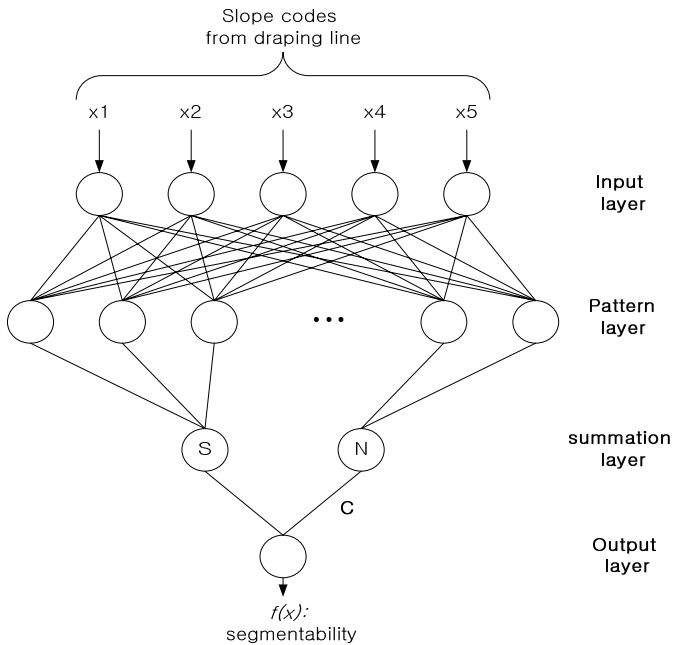 Slope codes
from draping line
x1 x2 x3 x4 x5
Input
layer
Pattern
layer
...
summation
layer
S N
C
Output
layer
f(x):
segmentability